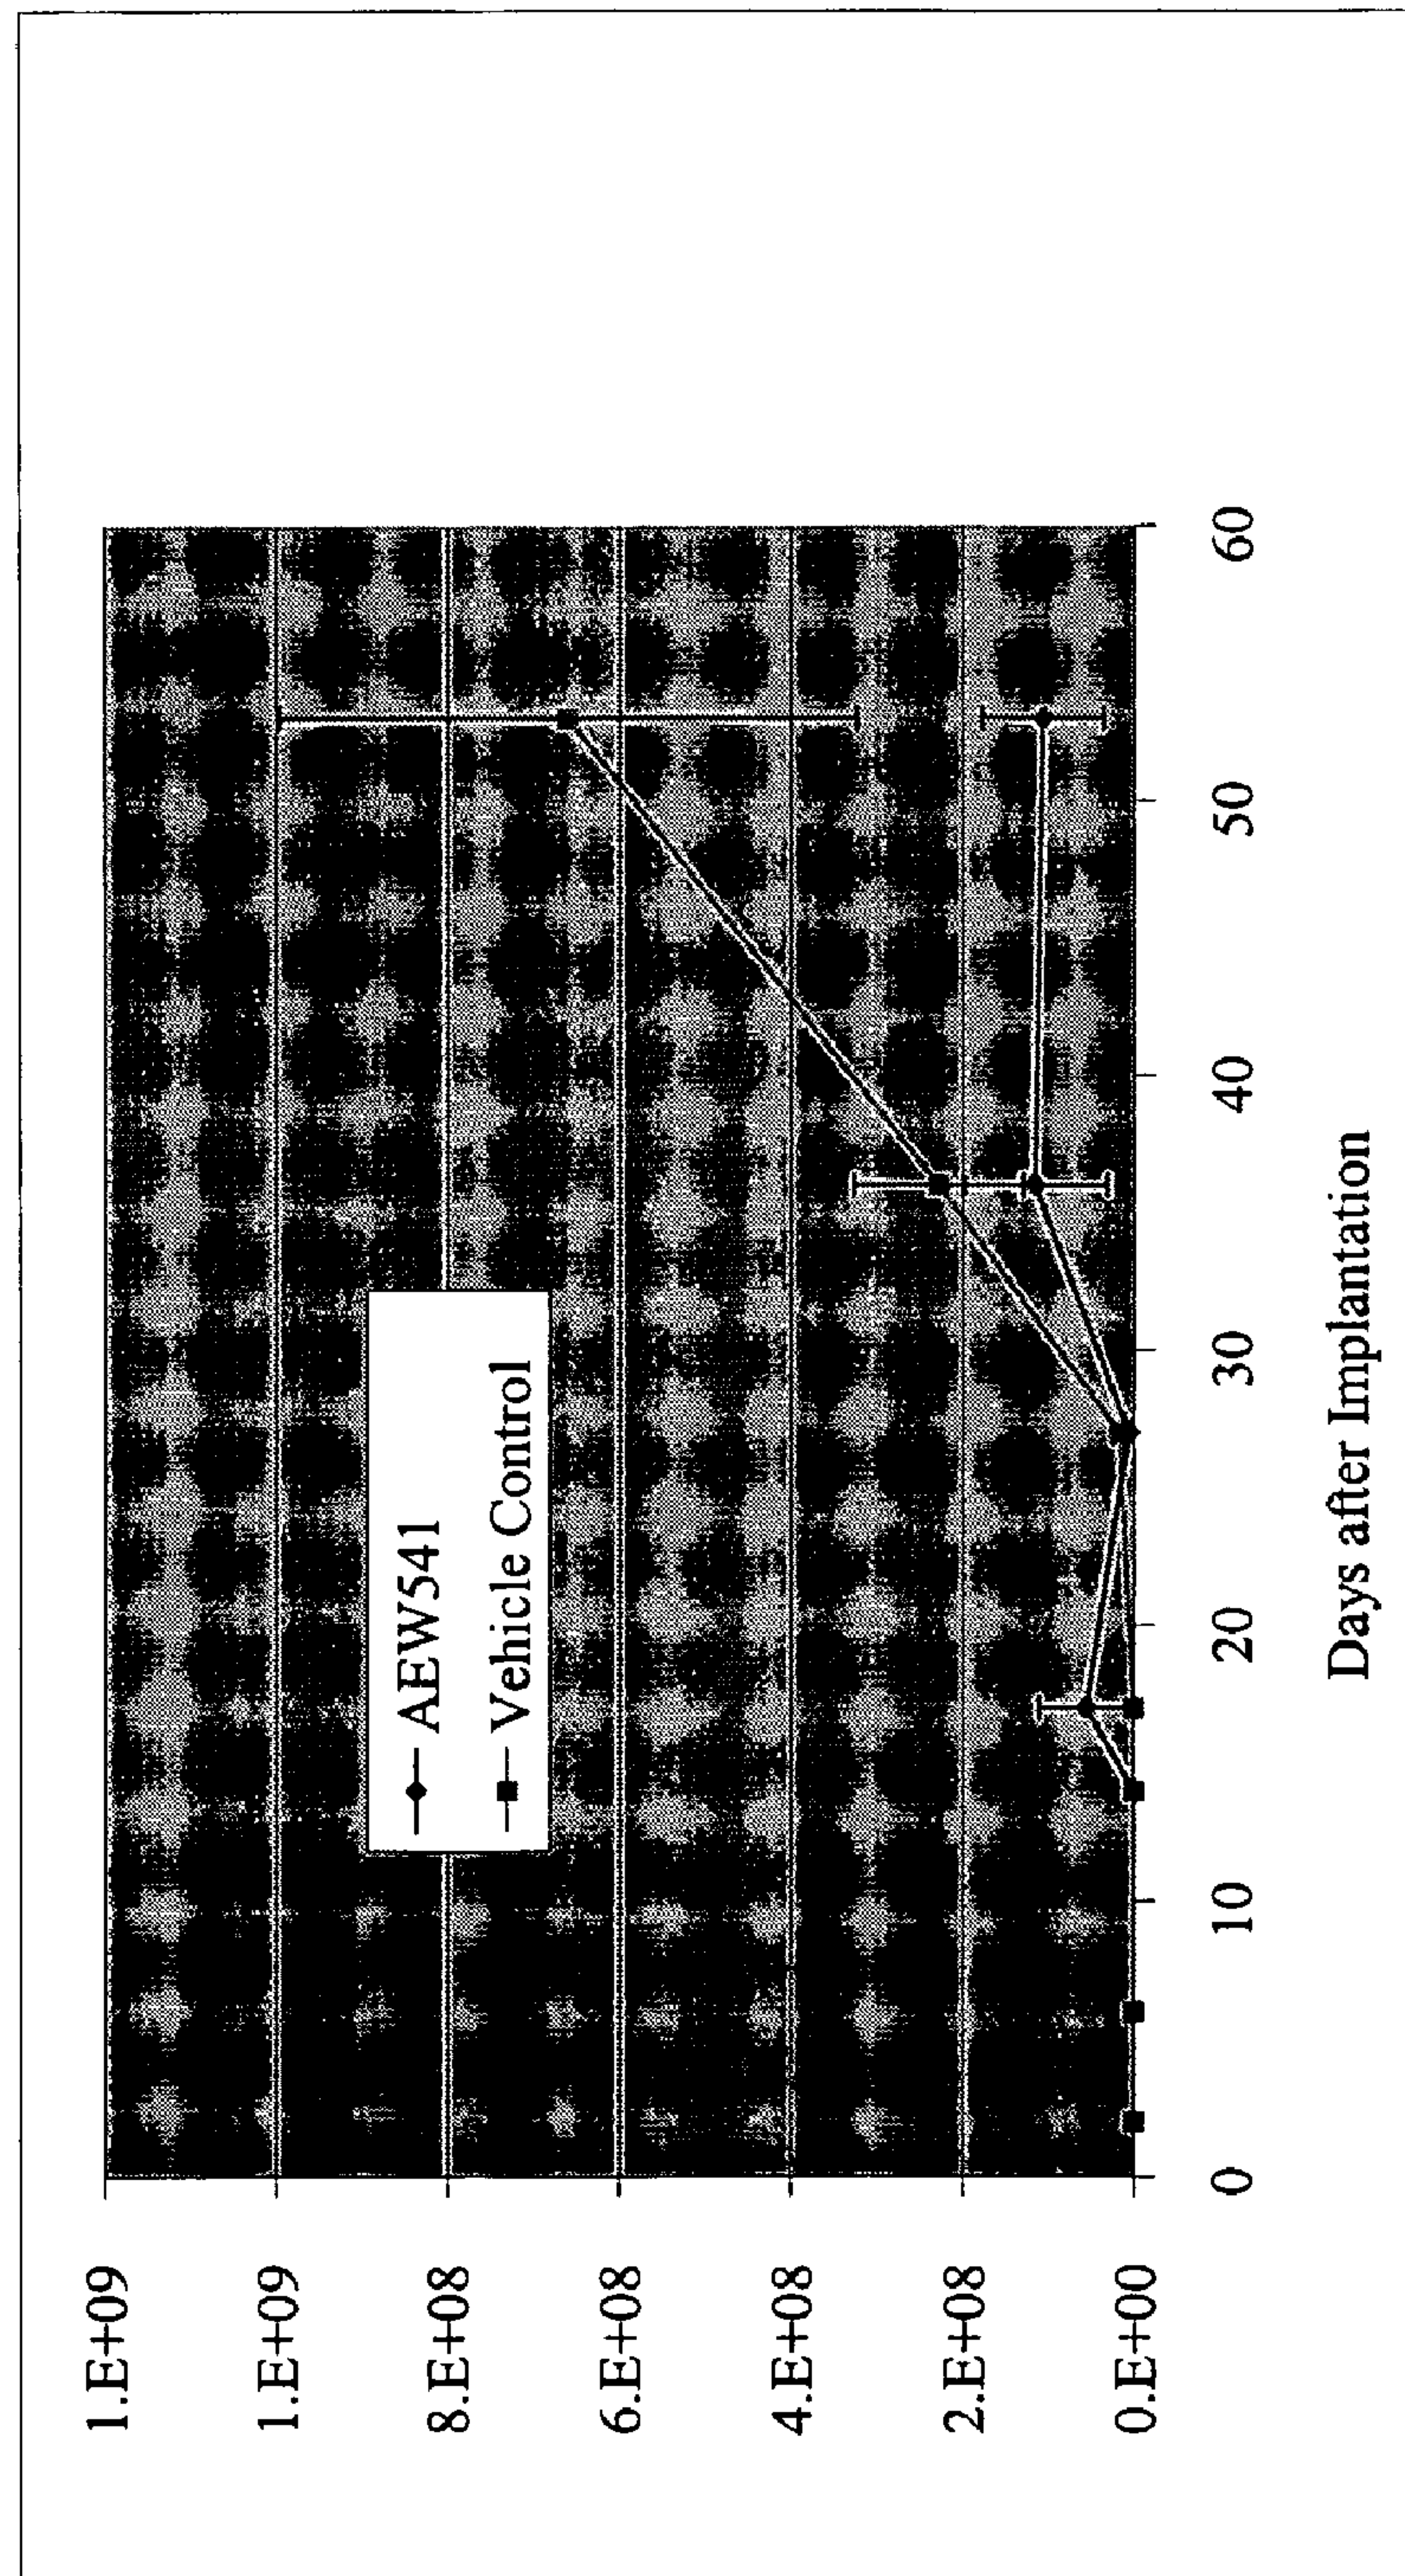 1.E+09
1.E+09
8.E+08
6.E+08
4.E+08
2.E+08
0.E+00
AEW541
Vehicle Control
0 10 20 30 40 50 60
Days after Implantation